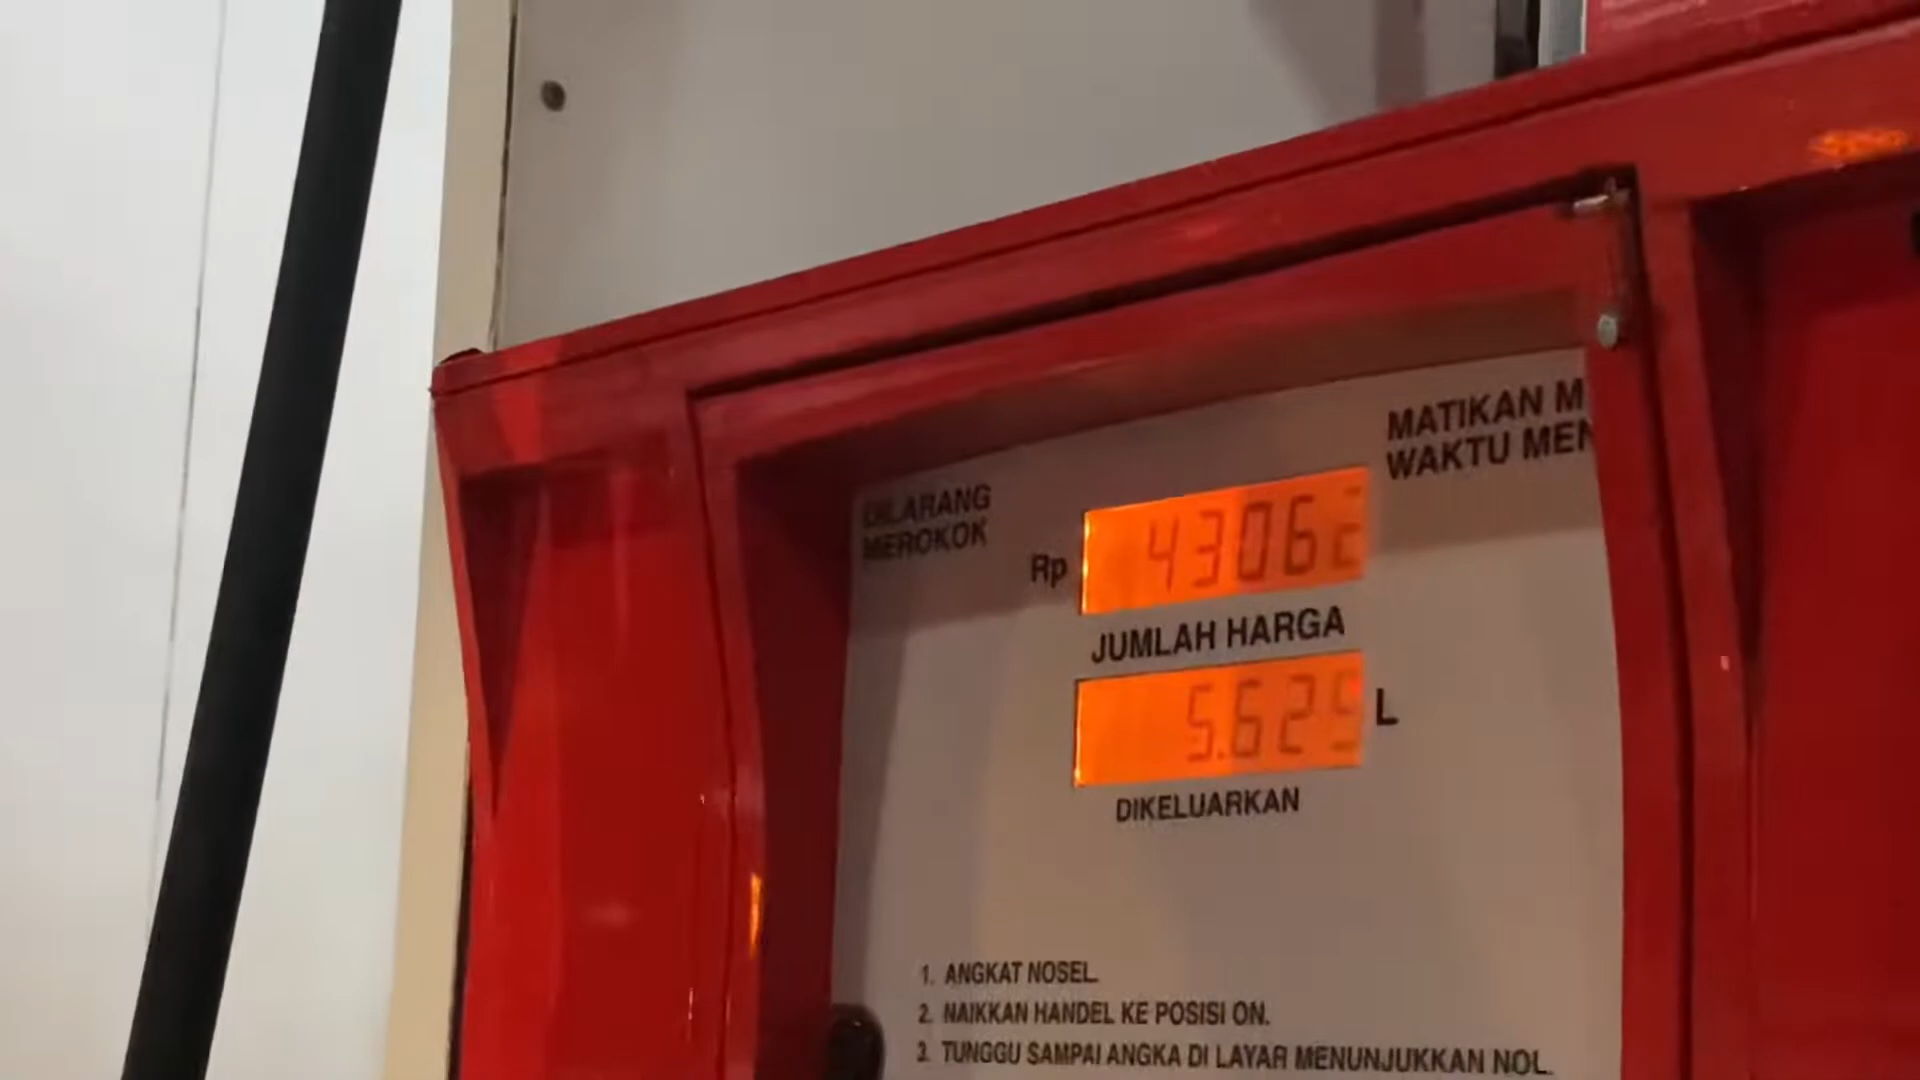 MATIKAN M
WAKTU MEN
DILARANG
MEROKOK
Rp 43062
JUMLAH HARGA
5.629 L
DIKELUARKAN
1. ANGKAT NOSEL.
2. NAIKKAN HANDEL KE POSISI ON.
3. TUNGGU SAMPAI ANGKA DI LAYAR MENUNJUKKAN NOL.